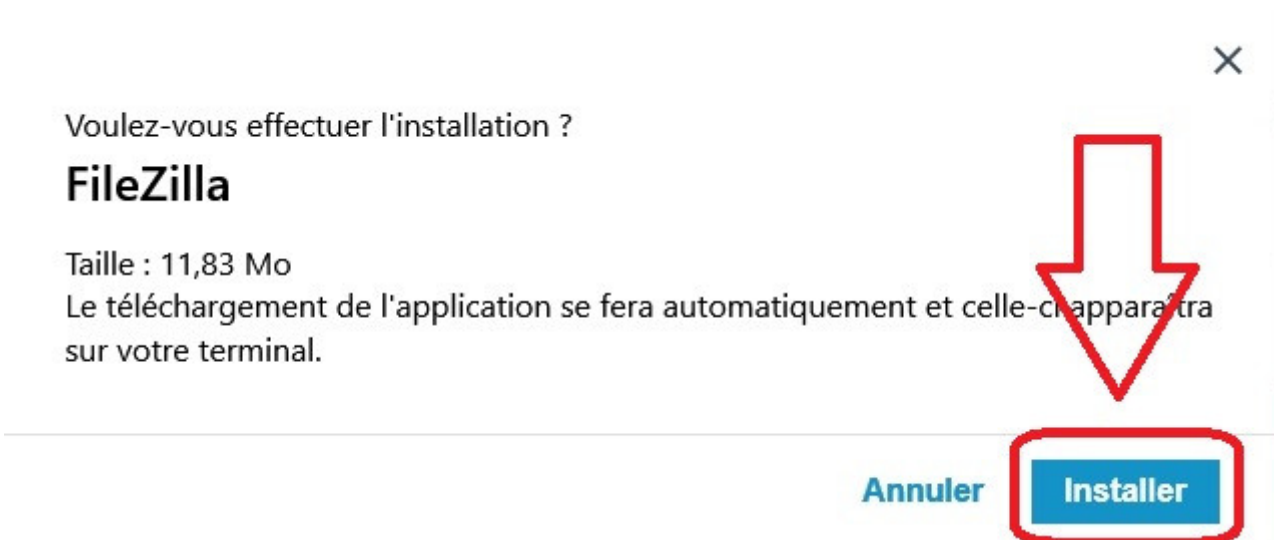 Voulez-vous effectuer l'installation ?
FileZilla
Taille : 11,83 Mo
Le téléchargement de l'application se fera automatiquement et celle-ci apparaîtra
sur votre terminal.
Annuler
Installer